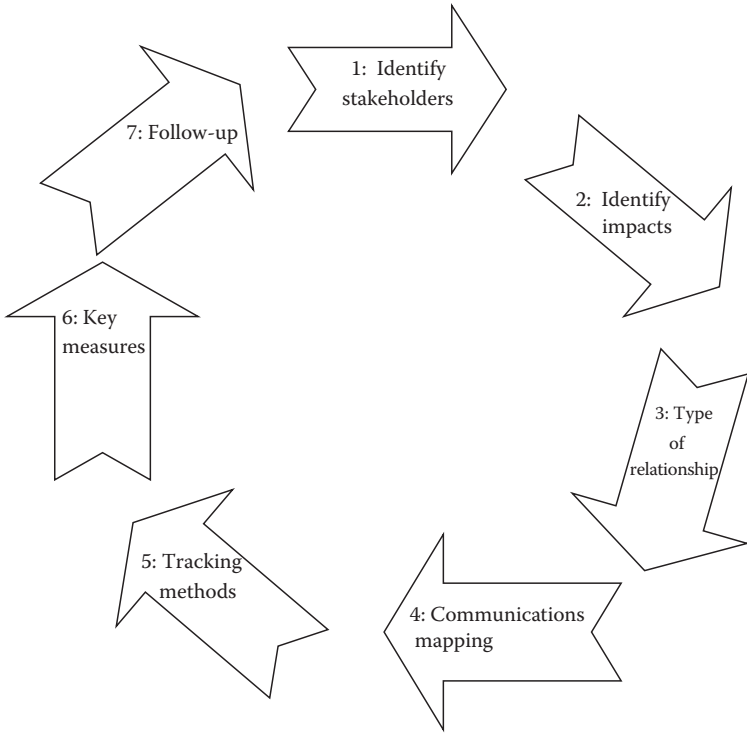 1: Identify
stakeholders
2: Identify
impacts
3: Type
of
relationship
4: Communications
mapping
5: Tracking
methods
6: Key
measures
7: Follow-up